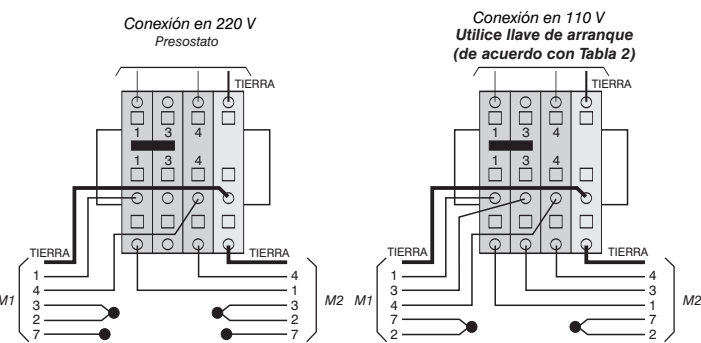 Conexión en 220 V
Presostato
TIERRA
1 3 4
1 3 4
TIERRA
1
4
3
2
7
M1
TIERRA
4
1
3
2
7
M2
Conexión en 110 V
Utilice llave de arranque
(de acuerdo con Tabla 2)
TIERRA
1 3 4
1 3 4
TIERRA
1
3
4
7
2
M1
TIERRA
4
3
1
7
2
M2